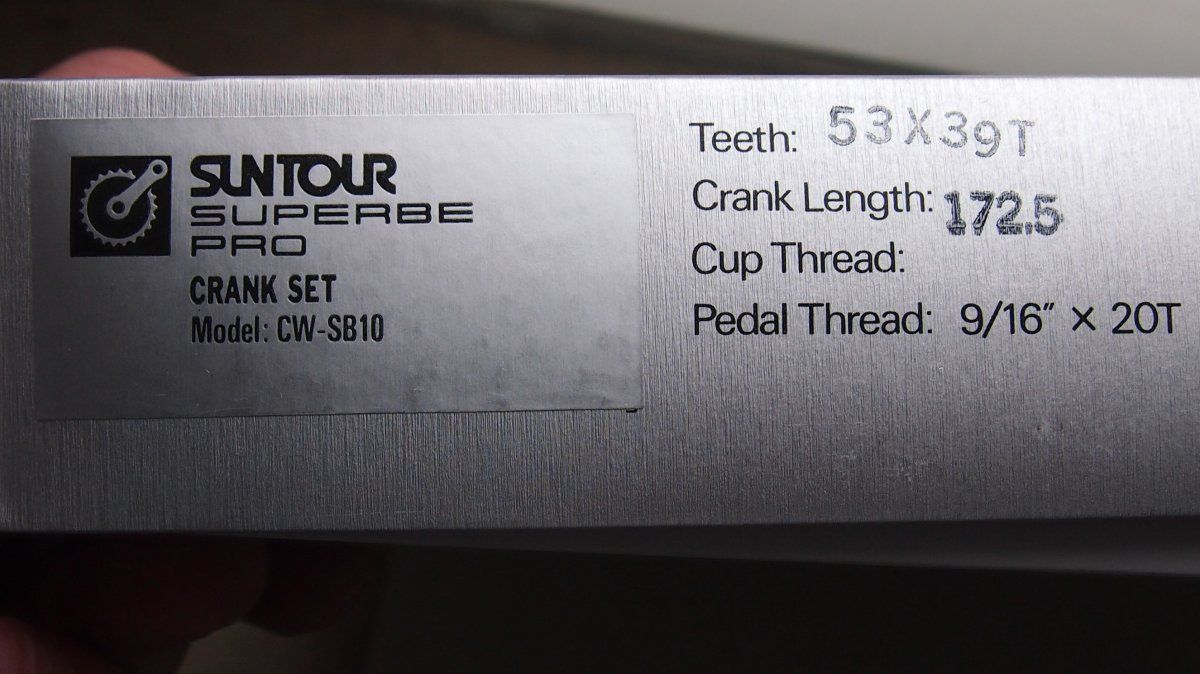 SUNTOUR
SUPERBE
PRO
CRANK SET
Model: CW-SB10
Teeth: 53X39T
Crank Length: 172.5
Cup Thread:
Pedal Thread: 9/16" × 20T